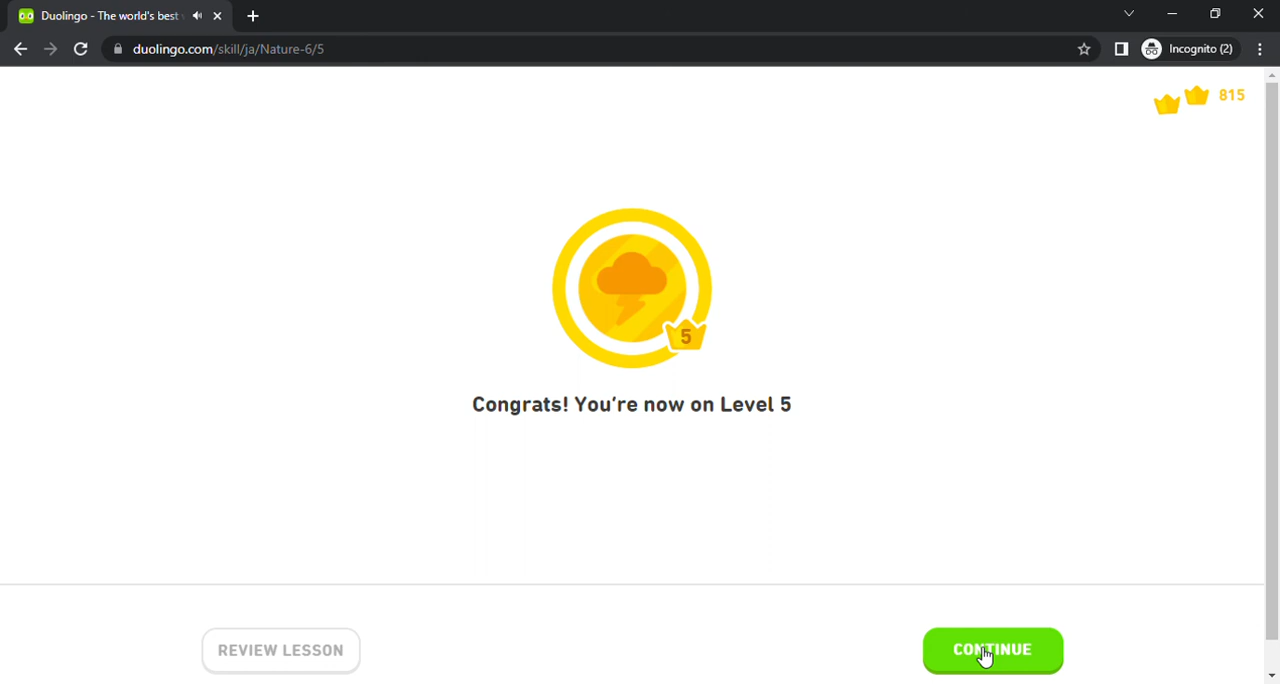 Duolingo - The world's best
duolingo.com/skill/ja/Nature-6/5
Incognito (2)
815
5
Congrats! You're now on Level 5
REVIEW LESSON
CONTINUE